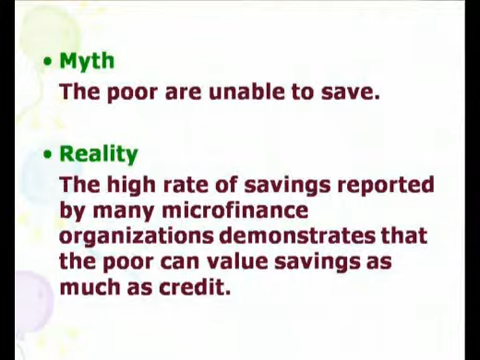 • Myth
The poor are unable to save.
• Reality
The high rate of savings reported
by many microfinance
organizations demonstrates that
the poor can value savings as
much as credit.